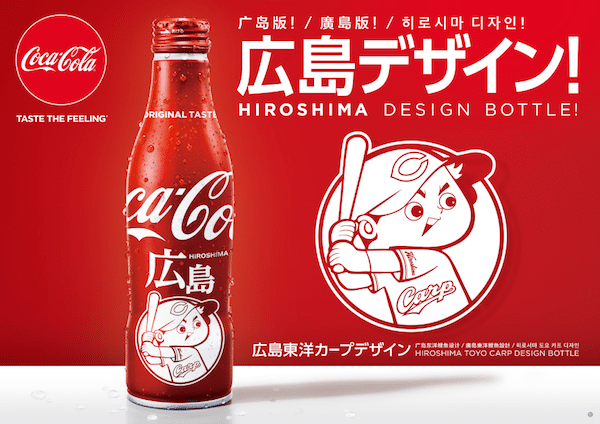 Coca-Cola
TASTE THE FEELING
广岛版! / 廣島版! / 히로시마 디자인!
広島デザイン!
HIROSHIMA DESIGN BOTTLE!
ORIGINAL TASTE
ca-Co
広島
HIROSHIMA
Carp
C
Hiroshima
Carp
広島東洋カープデザイン
广岛东洋鲤鱼设计 / 廣島東洋鯉魚設計 / 히로시마 도요 카프 디자인
HIROSHIMA TOYO CARP DESIGN BOTTLE